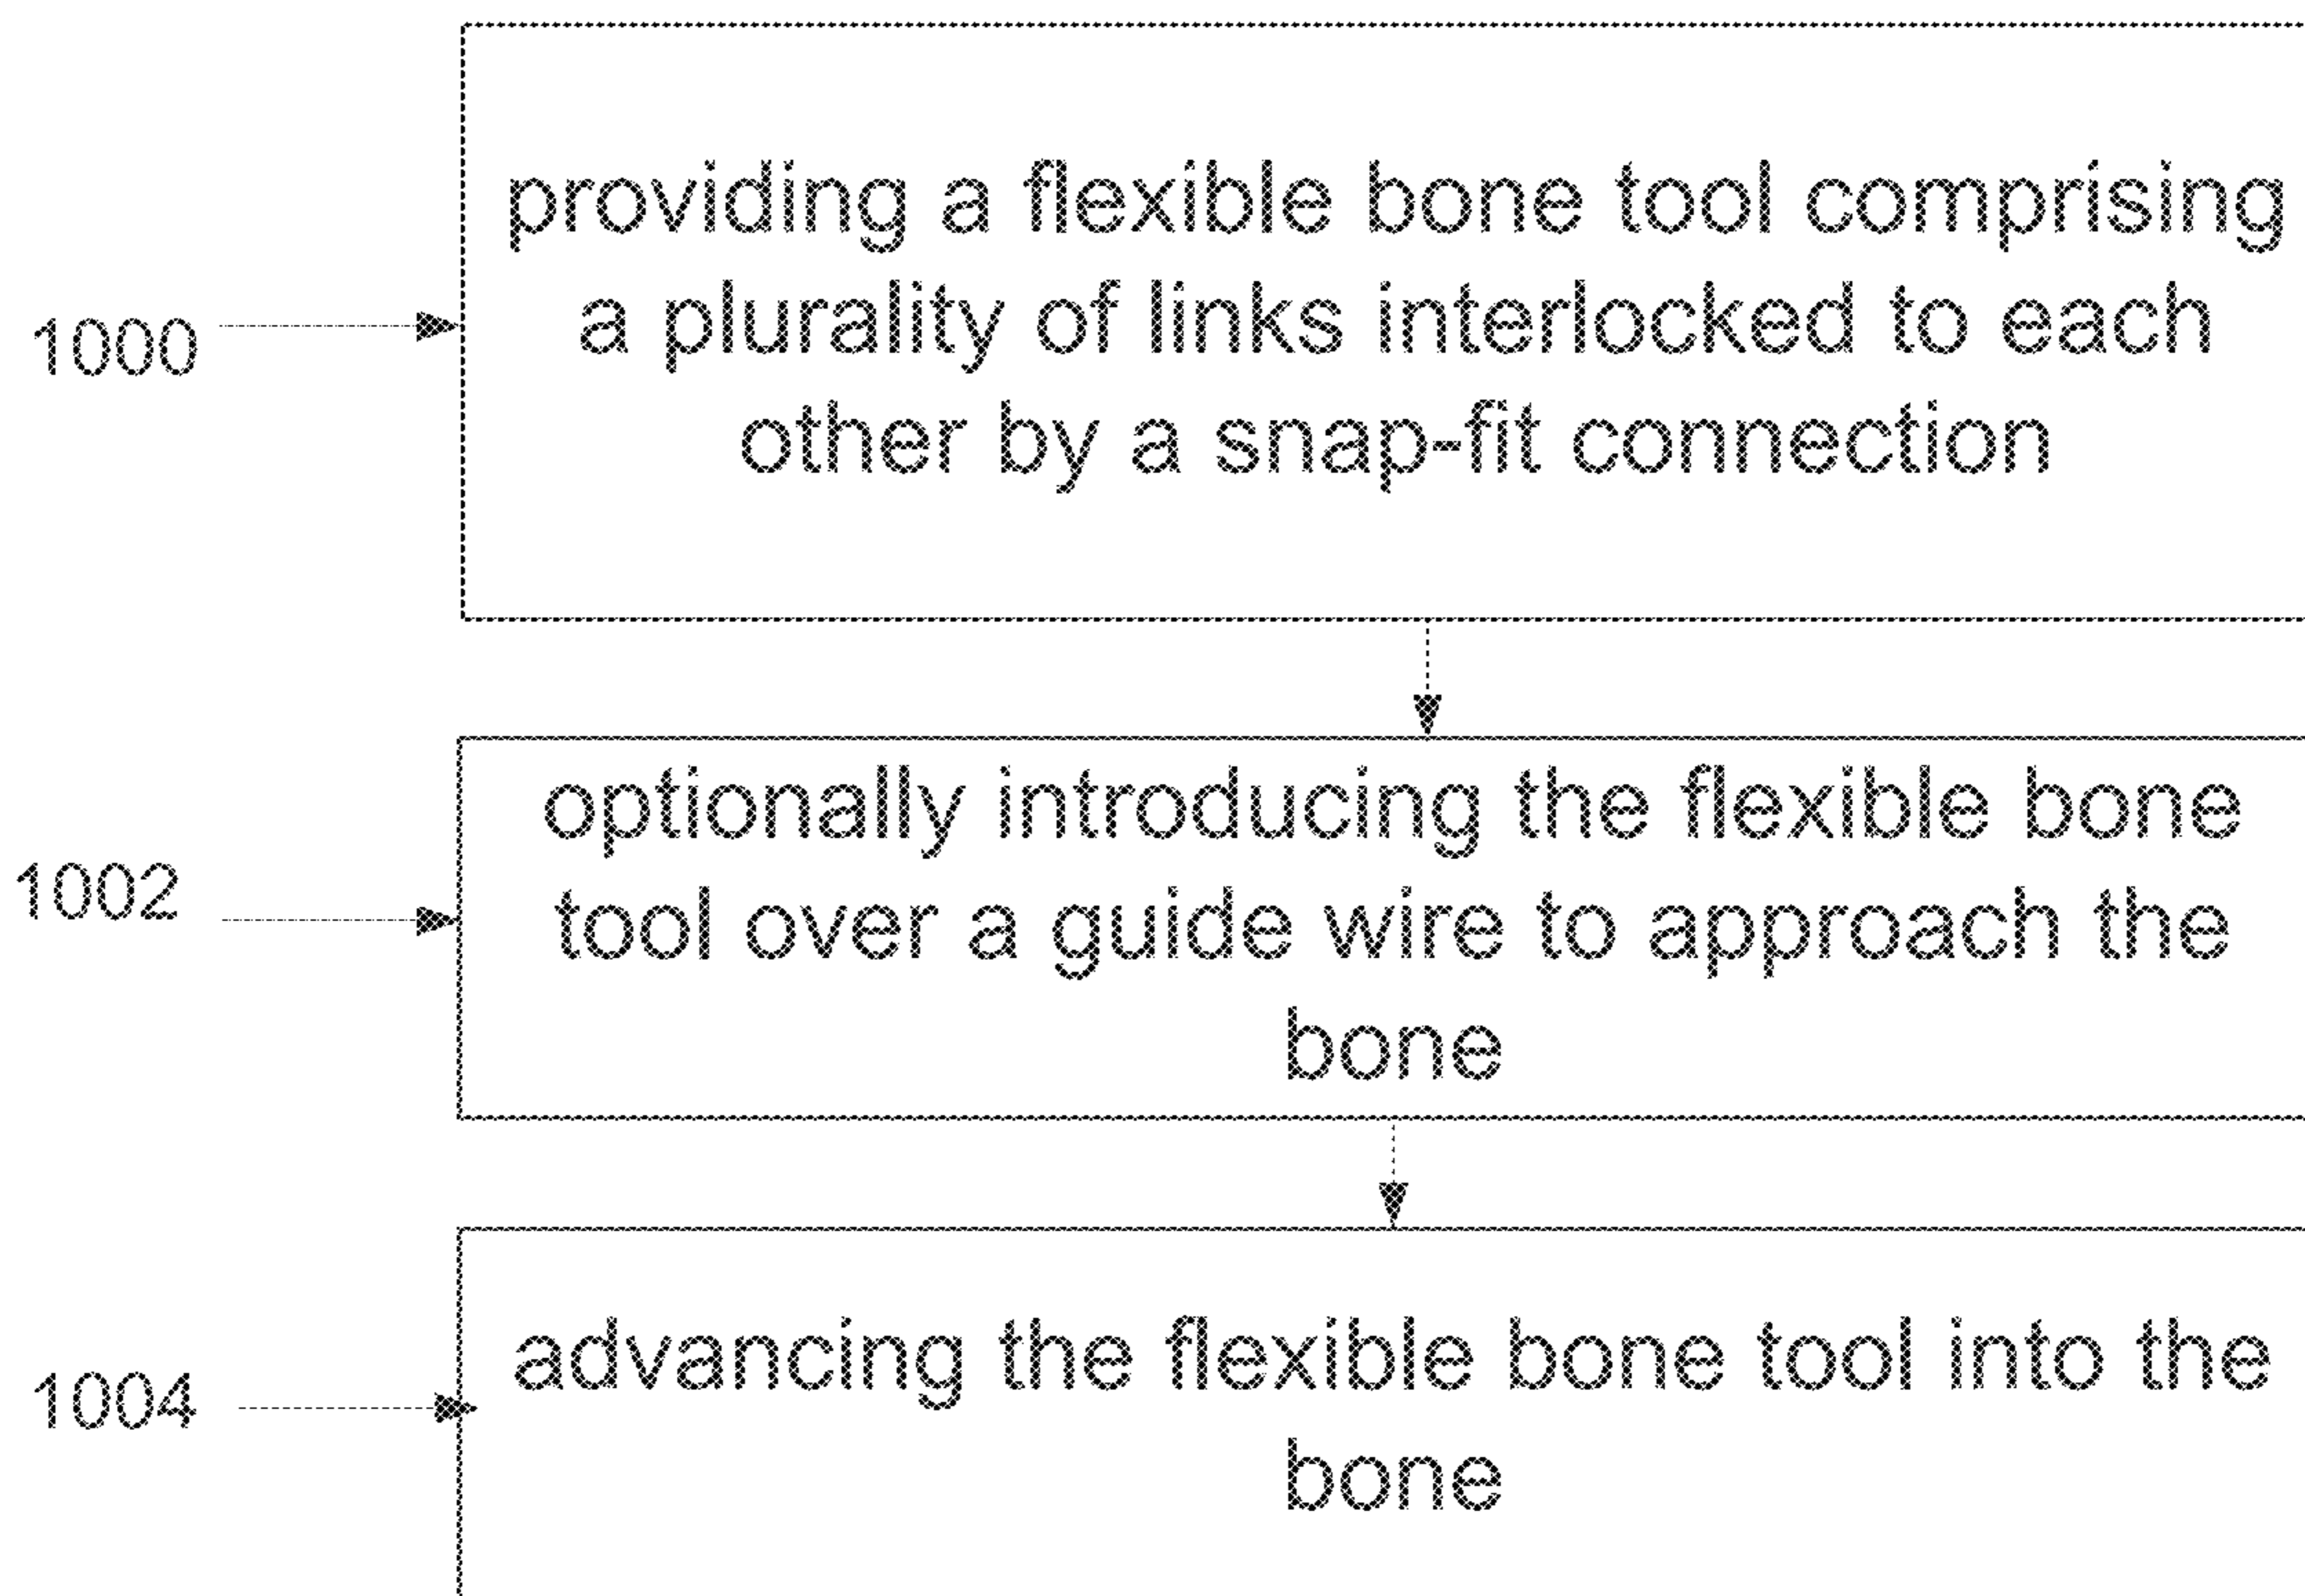 providing a flexible bone tool comprising
1000
a plurality of links interlocked to each
other by a snap-fit connection
optionally introducing the flexible bone
1002
tool over a guide wire to approach the
bone
advancing the flexible bone tool into the
1004
bone